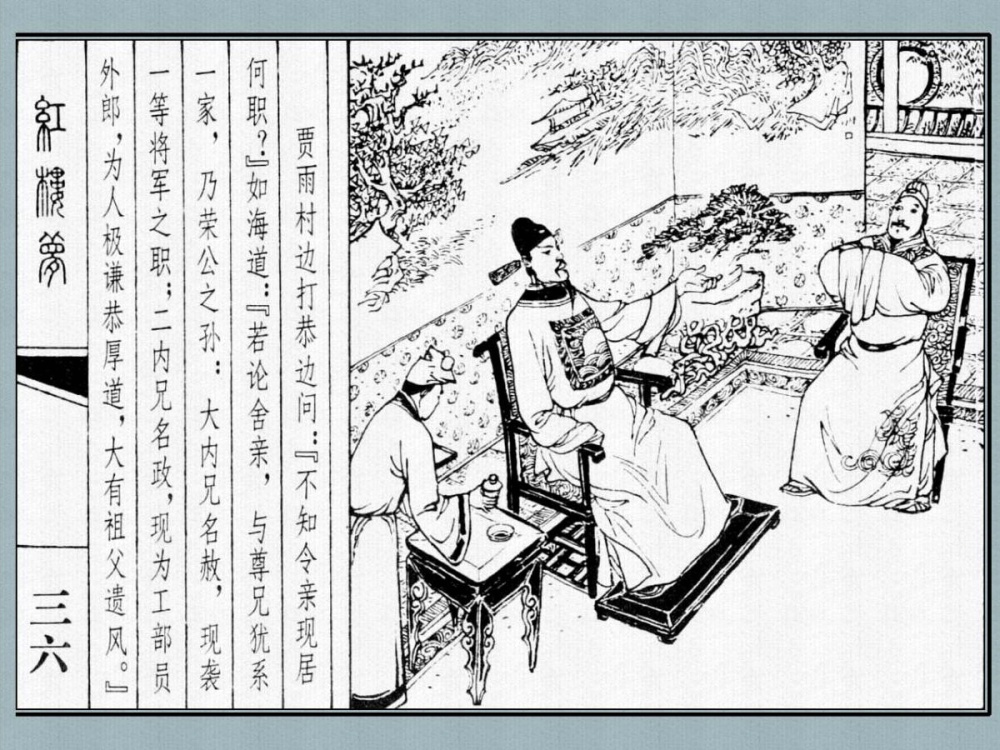 贾雨村边打恭边问：『不知令亲现居
何职？』如海道：『若论舍亲，与尊兄犹系
一家，乃荣公之孙：大内兄名赦，现袭
一等将军之职；二内兄名政，现为工部员
外郎，为人极谦恭厚道，大有祖父遗风。』
紅樓夢
三六